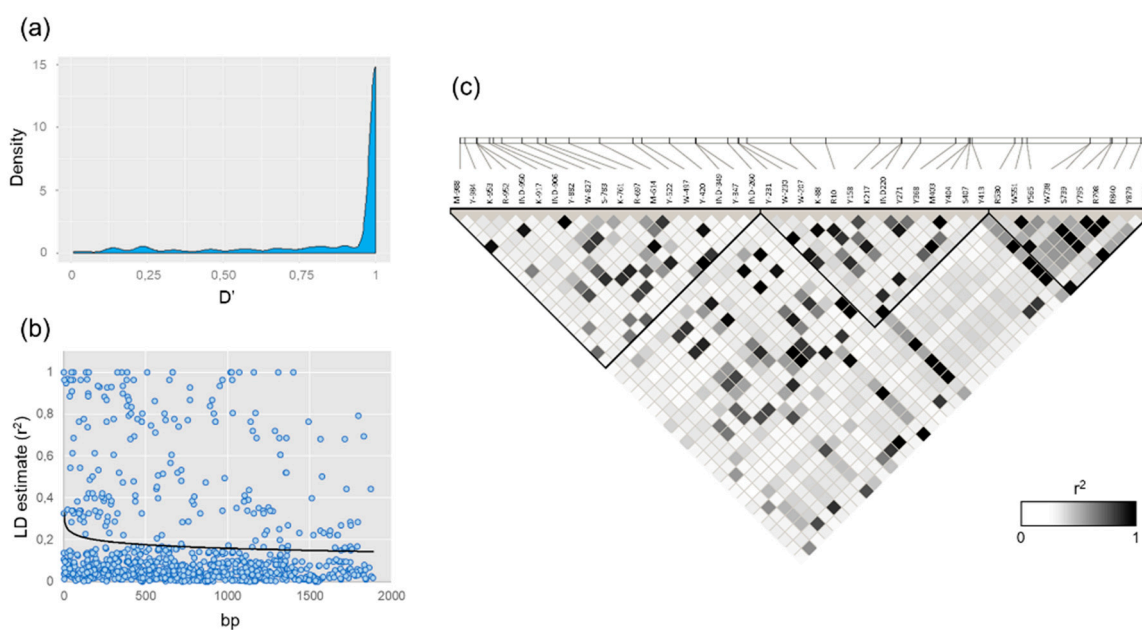 (a)
Density
15
10
5
0
0
0,25
0,5
0,75
1
D'
(b)
LD estimate (r²)
1
0,8
0,6
0,4
0,2
0
0
500
1000
1500
2000
bp
(c)
M-988
Y-984
K-953
R-952
IND-950
K-917
IND-906
Y-882
W-827
S-783
K-761
R-697
M-614
Y-522
W-487
Y-420
IND-349
Y-347
IND-260
Y-231
W-230
W-207
K-88
R10
Y158
K217
IND220
Y271
Y368
M403
Y404
S407
Y413
R530
W551
Y565
W738
S739
Y795
R798
R840
Y879
r²
0
1